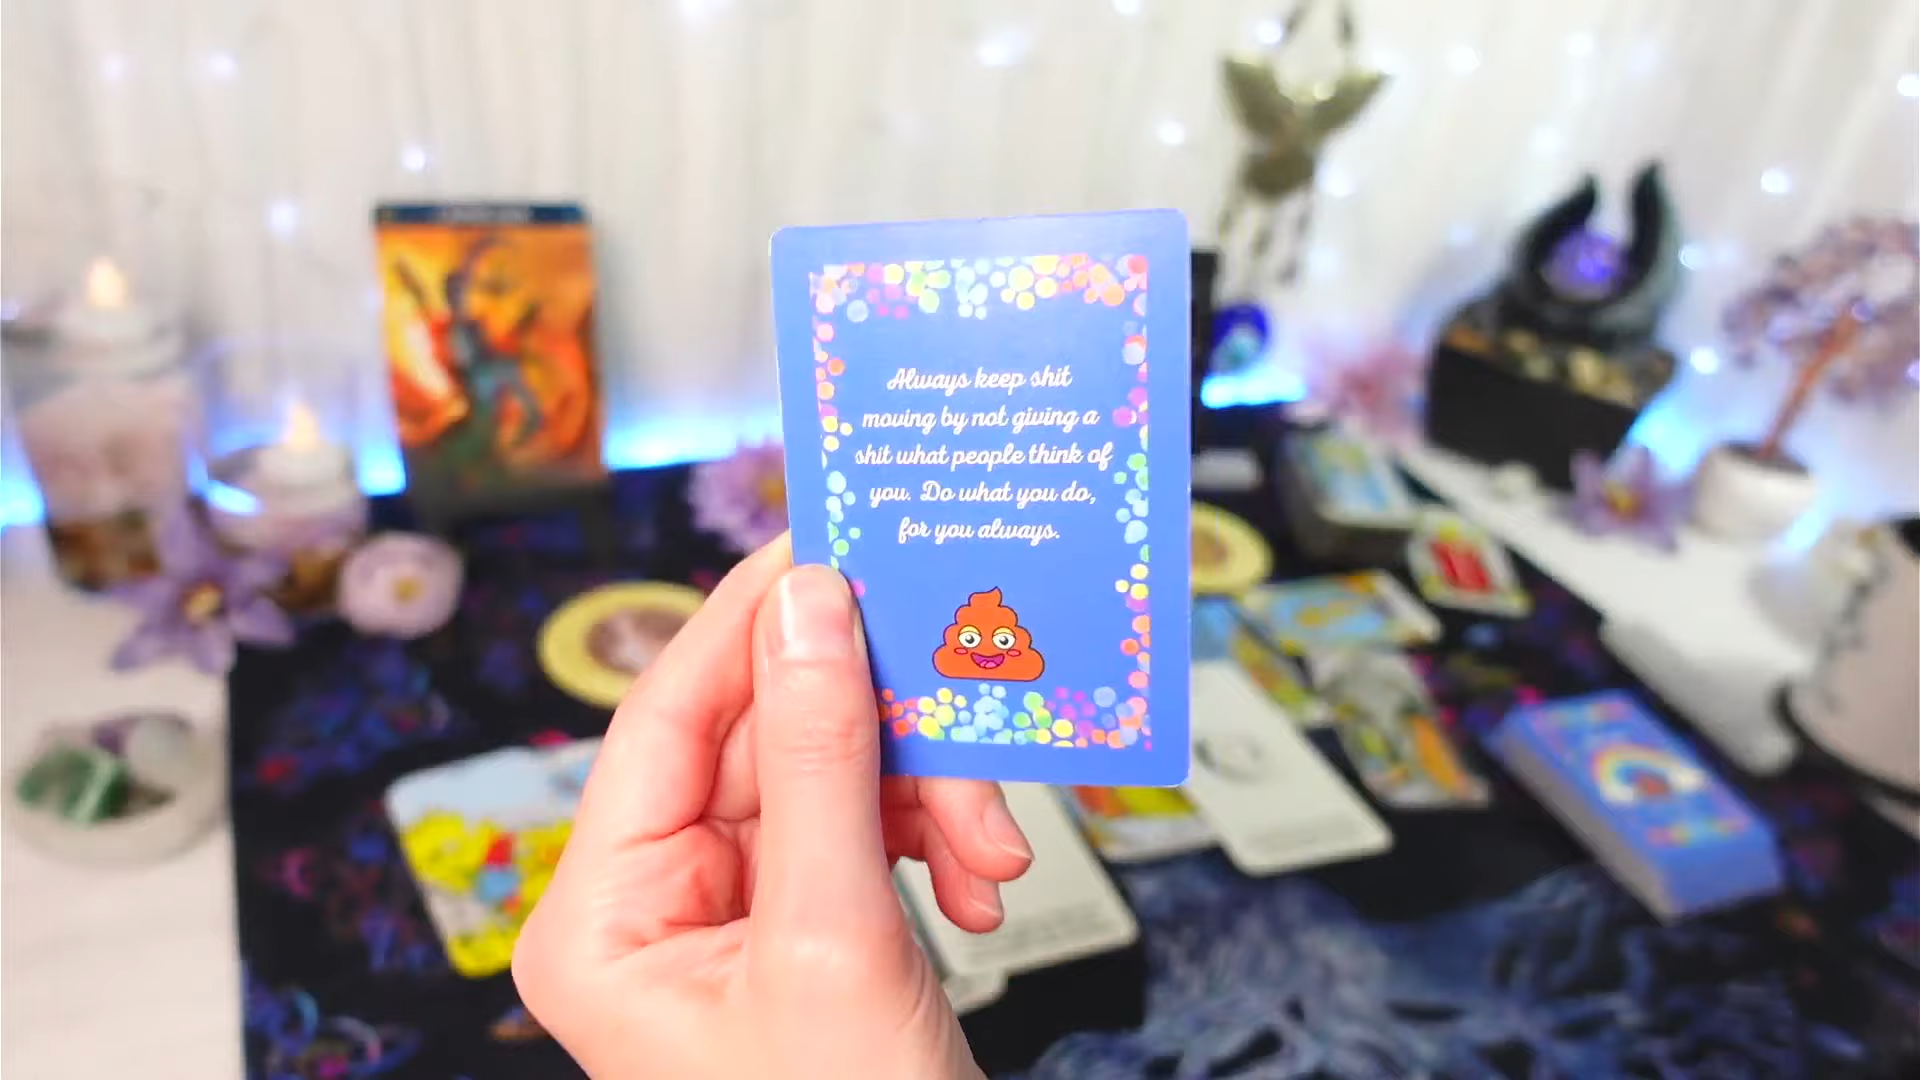 Always keep shit
moving by not giving a
shit what people think of
you. Do what you do,
for you always.